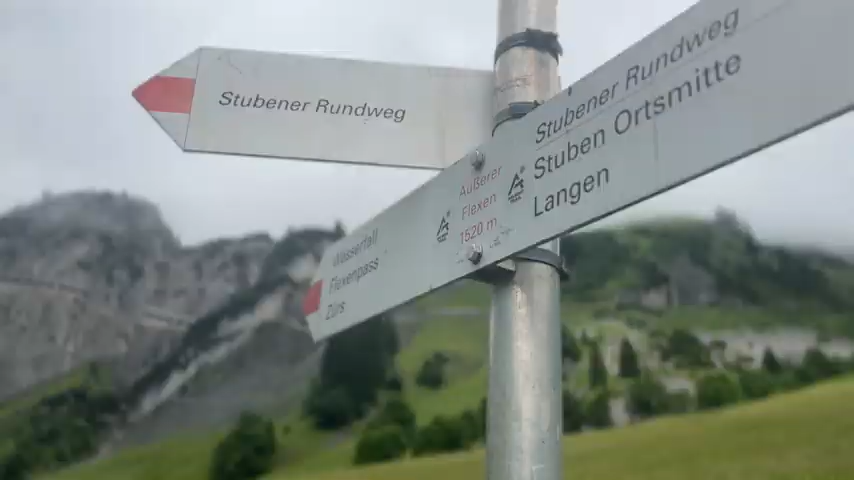 Stubener Rundweg
Wasserfall
Flexenpass
Zürs
Äußerer
Flexen
1520 m
Stubener Rundweg
Stuben Ortsmitte
Langen